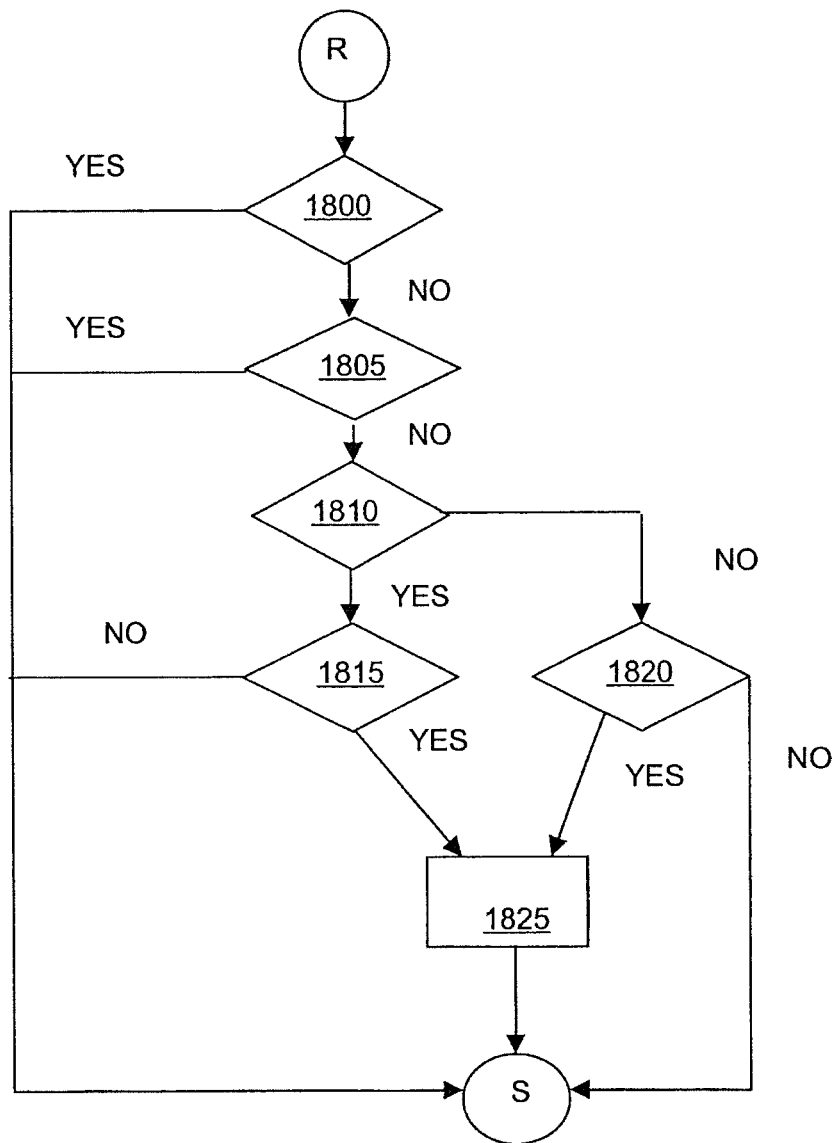 R
YES
1800
NO
YES
1805
NO
1810
NO
YES
NO
1815
1820
YES
YES
NO
1825
S